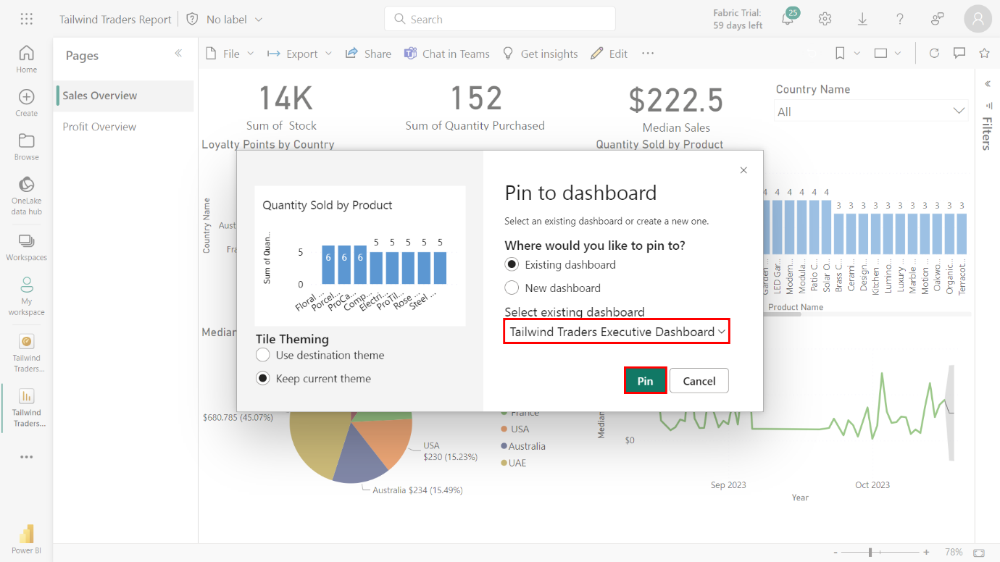 Tailwind Traders Report
No label
Search
Fabric Trial:
59 days left
25
Home
Create
Browse
OneLake
data hub
Workspaces
My
workspace
Tailwind
Traders...
Tailwind
Traders...
Power BI
Pages
Sales Overview
Profit Overview
File
Export
Share
Chat in Teams
Get insights
Edit
14K
Sum of Stock
152
Sum of Quantity Purchased
$222.5
Median Sales
Country Name
All
Filters
Loyalty Points by Country
Quantity Sold by Product
Country Name
Quantity Sold by Product
Sum of Quan...
5
0
6 6 6 5 5 5 5 5
Floral ...
Porcel...
ProCa...
Comp...
Electri...
ProTil...
Rose ...
Steel ...
Tile Theming
Use destination theme
Keep current theme
Pin to dashboard
Select an existing dashboard or create a new one.
Where would you like to pin to?
Existing dashboard
New dashboard
Select existing dashboard
Tailwind Traders Executive Dashboard
Pin
Cancel
4 4 4 4 4 4 3 3 3 3 3 3 3 3 3 3 3
Garden ...
LED Gar...
Modern...
Modula...
Patio C...
Solar O...
Brass C...
Cerami...
Design...
Kitchen ...
Lumino...
Luxury ...
Marble ...
Motion ...
Oakwo...
Organic...
Terracot...
Product Name
$680.785 (45.07%)
USA
$230 (15.23%)
Australia $234 (15.49%)
France
USA
Australia
UAE
Median
$0
Sep 2023
Oct 2023
Year
- + 78%